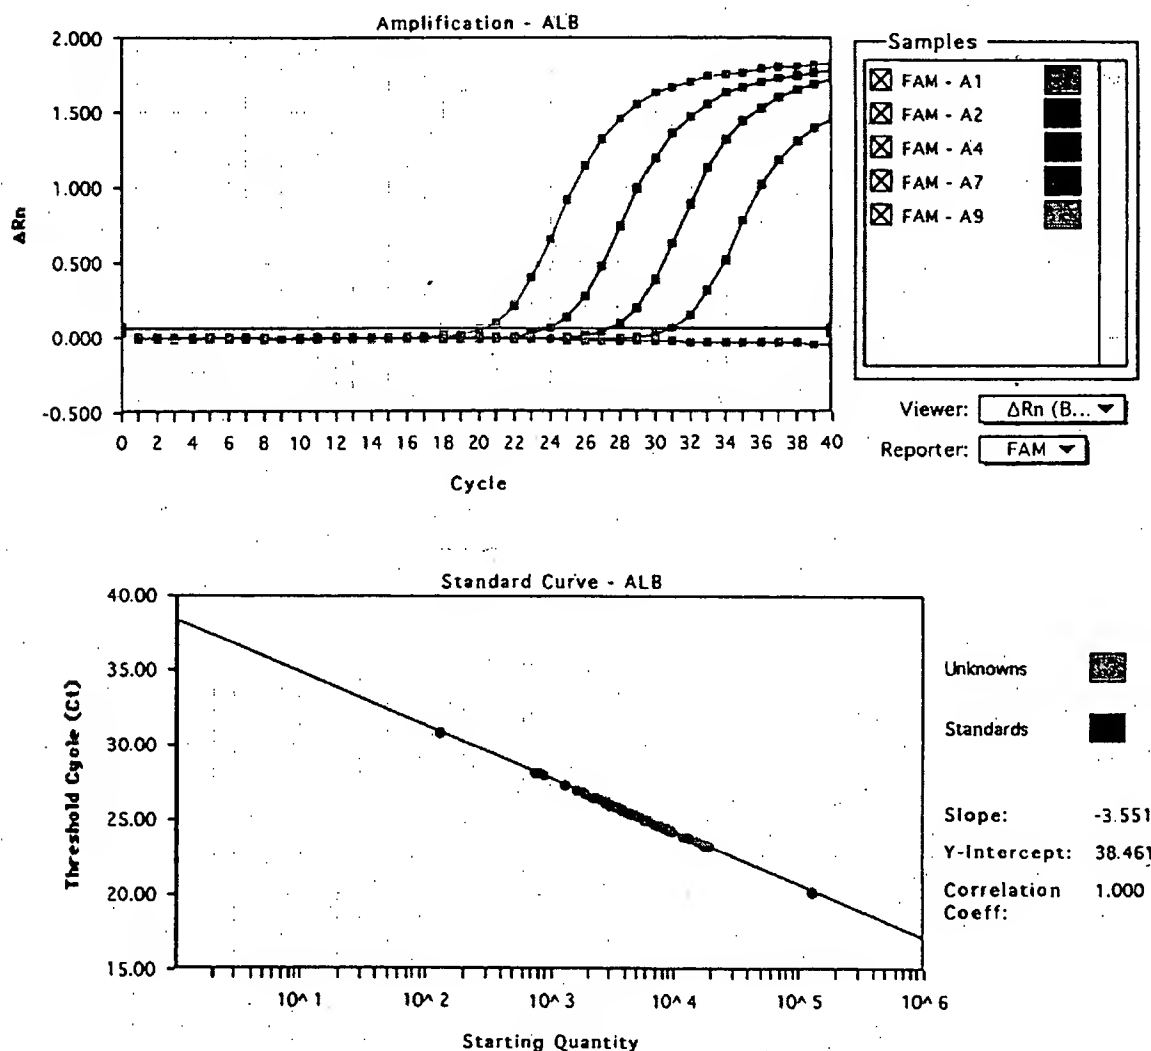 Amplification - ALB
2.000
1.500
1.000
0.500
0.000
-0.500
ΔRn
0 2 4 6 8 10 12 14 16 18 20 22 24 26 28 30 32 34 36 38 40
Cycle
Samples
FAM - A1
FAM - A2
FAM - A4
FAM - A7
FAM - A9
Viewer: ΔRn (B...
Reporter: FAM
Standard Curve - ALB
40.00
35.00
30.00
25.00
20.00
15.00
Threshold Cycle (Ct)
10^1 10^2 10^3 10^4 10^5 10^6
Starting Quantity
Unknowns
Standards
Slope: -3.551
Y-Intercept: 38.461
Correlation 1.000
Coeff: